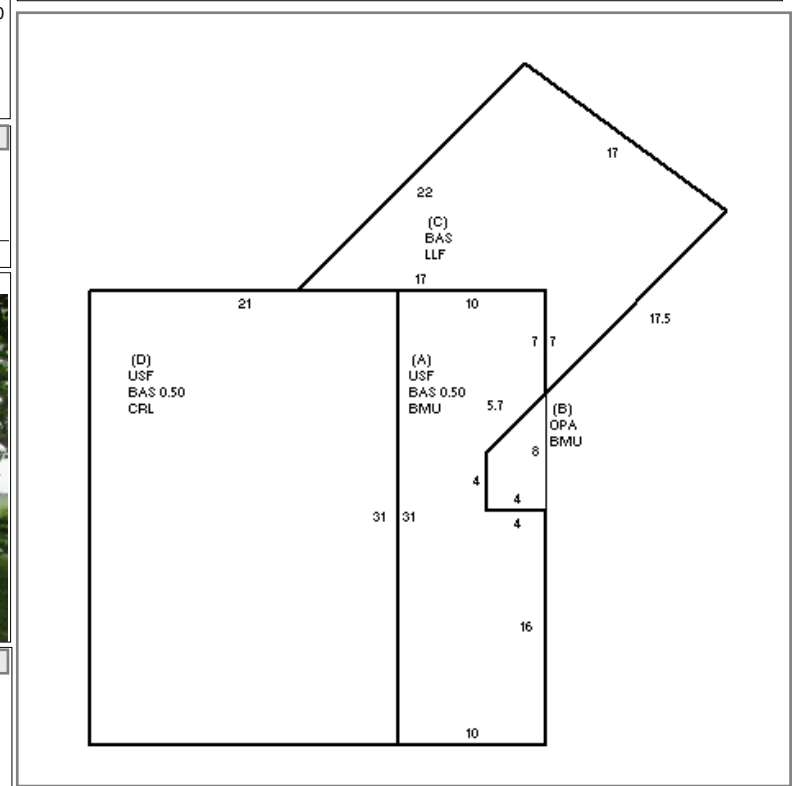 0
17
22
(C)
BAS
LLF
17
21
10
7
7
17.5
(D)
USF
BAS 0.50
CRL
(A)
USF
BAS 0.50
BMU
5.7
(B)
OPA
BMU
8
4
4
4
31
31
16
10